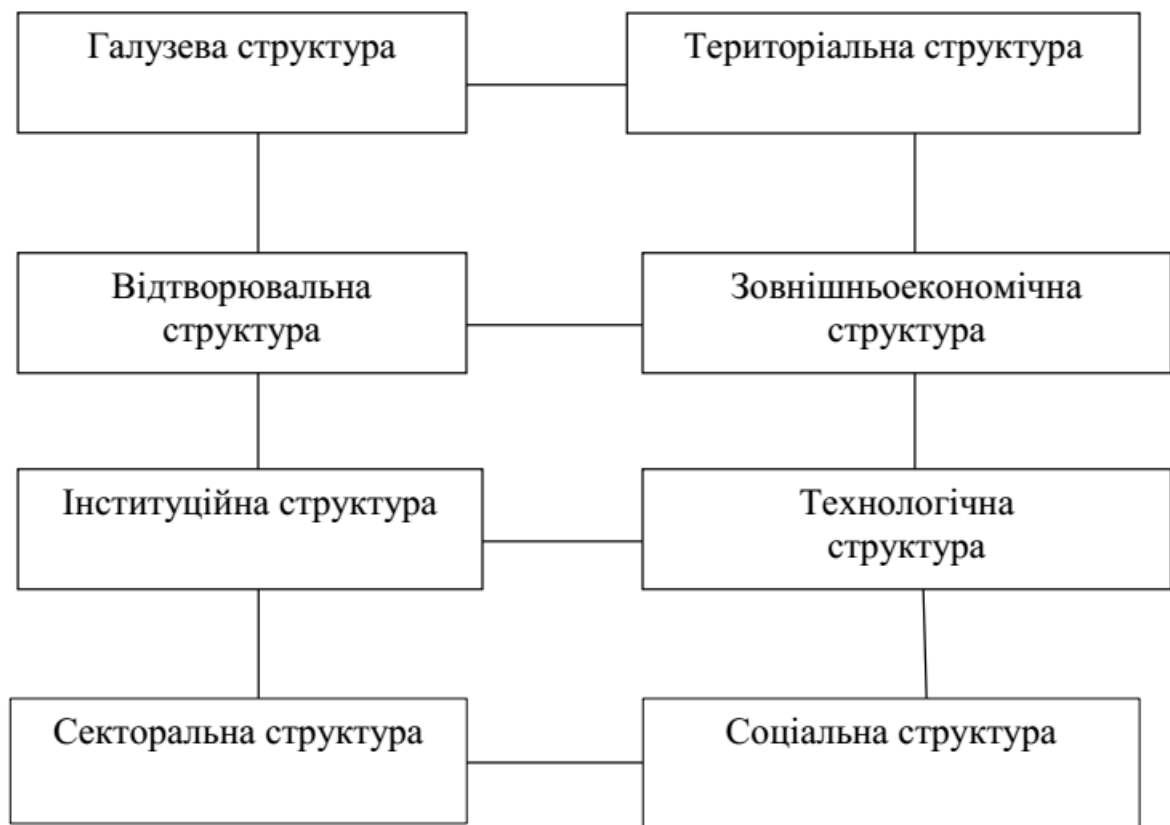 Галузева структура
Територіальна структура
Відтворювальна
структура
Зовнішньоекономічна
структура
Інституційна структура
Технологічна
структура
Секторальна структура
Соціальна структура